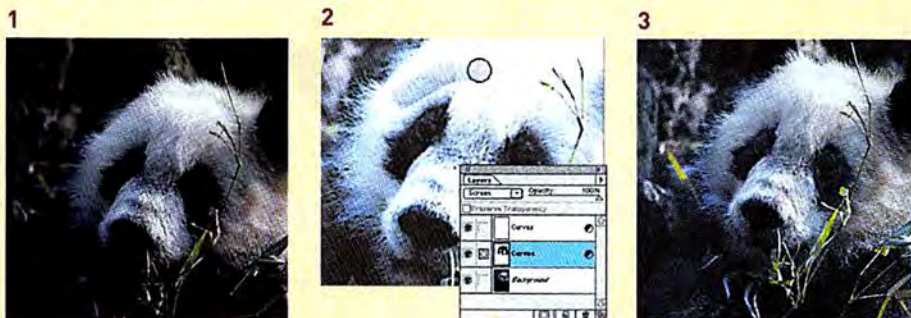 1
2
3
Layers
Screen
Opacity:
100%
Preserve Transparency
Curves
Curves
Background